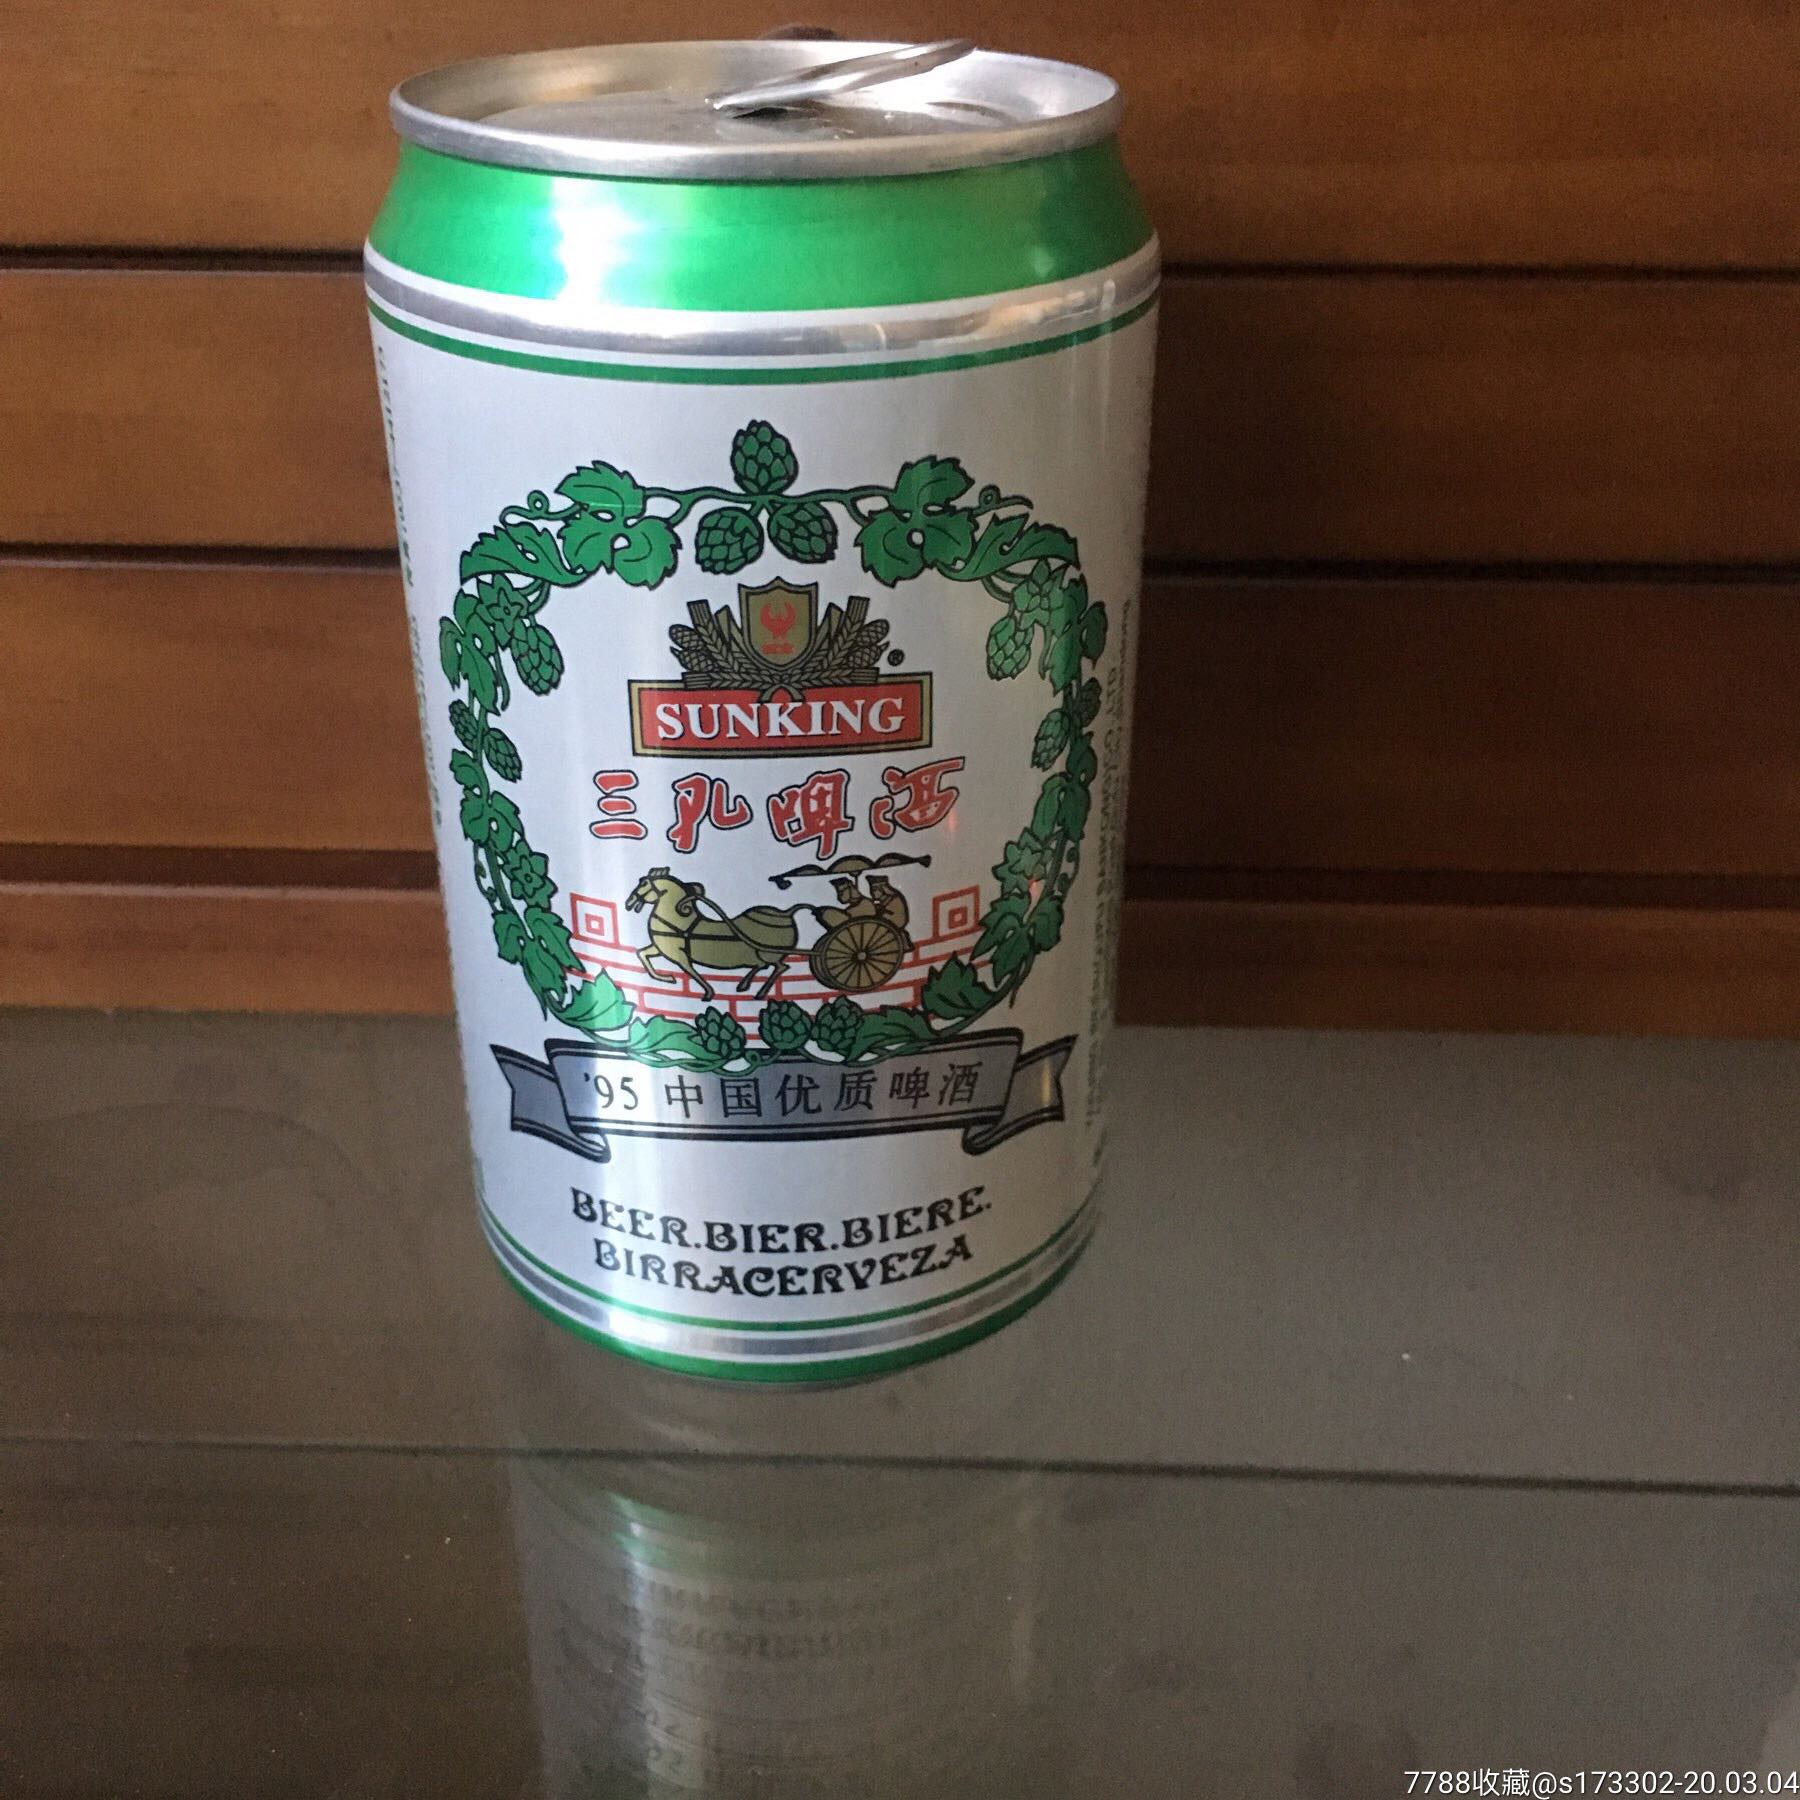 ®
SUNKING
三孔啤酒
'95 中国优质啤酒
BEER.BIER.BIERE.
BIRRACERVEZA
7788收藏@s173302-20.03.04